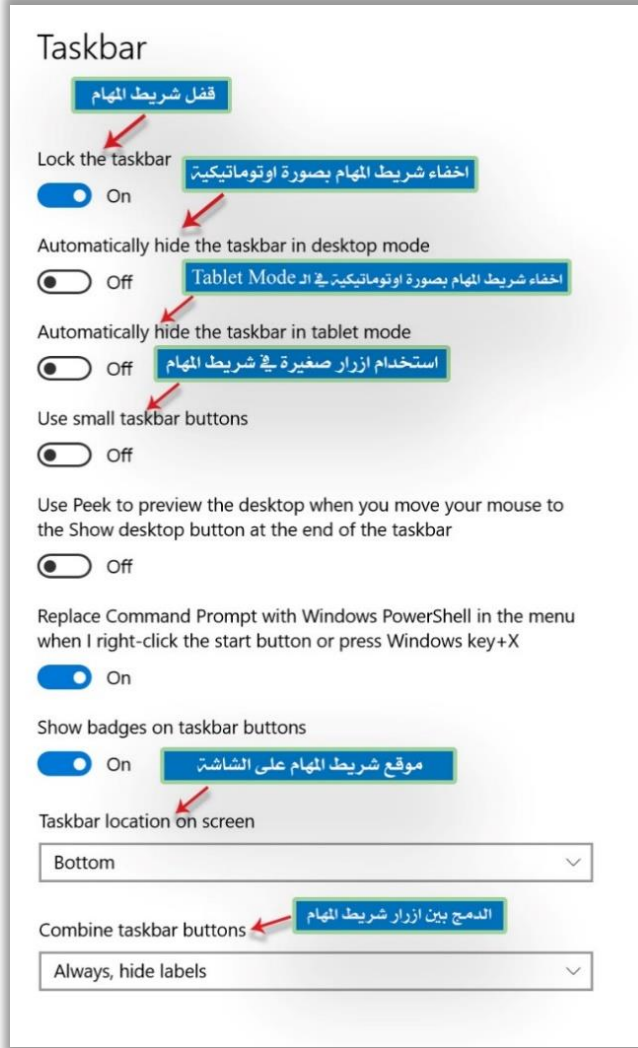 Taskbar
قفل شريط المهام
Lock the taskbar
اخفاء شريط المهام بصورة اوتوماتيكية
On
Automatically hide the taskbar in desktop mode
اخفاء شريط المهام بصورة اوتوماتيكية في الـ Tablet Mode
Off
Automatically hide the taskbar in tablet mode
استخدام ازرار صغيرة في شريط المهام
Off
Use small taskbar buttons
Off
Use Peek to preview the desktop when you move your mouse to
the Show desktop button at the end of the taskbar
Off
Replace Command Prompt with Windows PowerShell in the menu
when I right-click the start button or press Windows key+X
On
Show badges on taskbar buttons
On
موقع شريط المهام على الشاشة
Taskbar location on screen
Bottom
الدمج بين ازرار شريط المهام
Combine taskbar buttons
Always, hide labels